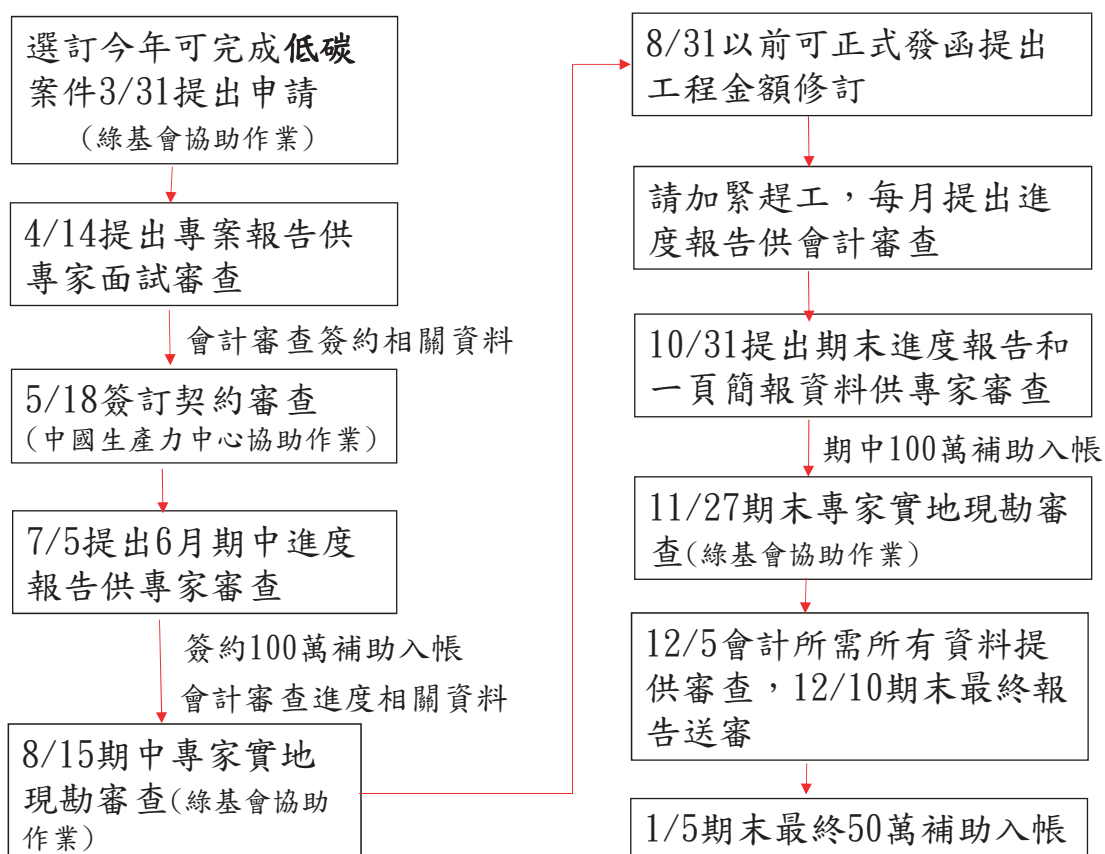 選訂今年可完成低碳
案件3/31提出申請
(綠基會協助作業)
4/14提出專案報告供
專家面試審查
會計審查簽約相關資料
5/18簽訂契約審查
(中國生產力中心協助作業)
7/5提出6月期中進度
報告供專家審查
簽約100萬補助入帳
會計審查進度相關資料
8/15期中專家實地
現勘審查(綠基會協助
作業)
8/31以前可正式發函提出
工程金額修訂
請加緊趕工，每月提出進
度報告供會計審查
10/31提出期末進度報告和
一頁簡報資料供專家審查
期中100萬補助入帳
11/27期末專家實地現勘審
查(綠基會協助作業)
12/5會計所需所有資料提
供審查，12/10期末最終報
告送審
1/5期末最終50萬補助入帳